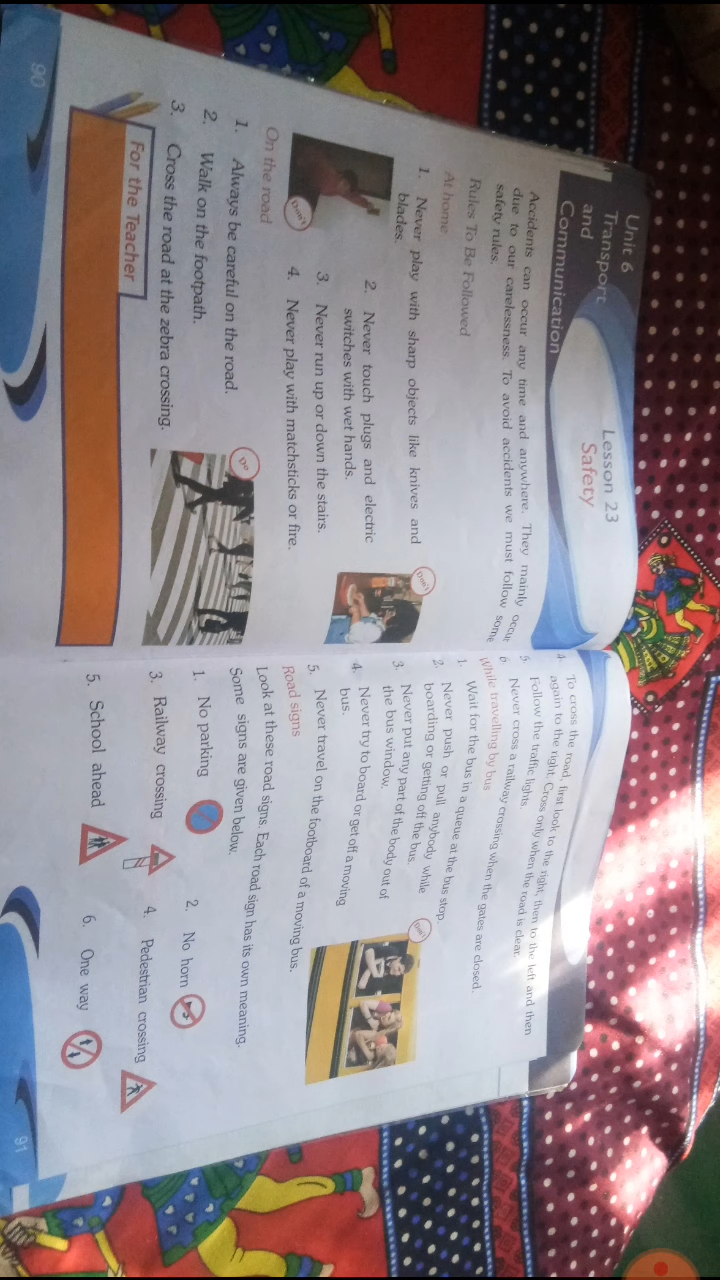 Unit 6
Transport
and
Communication
Lesson 23
Safety
Accidents can occur any time and anywhere. They mainly occur
due to our carelessness. To avoid accidents we must follow some
safety rules.
Rules To Be Followed
At home
1. Never play with sharp objects like knives and
blades.
2. Never touch plugs and electric
switches with wet hands.
3. Never run up or down the stairs.
4. Never play with matchsticks or fire.
Don't
Don't
On the road
1. Always be careful on the road.
2. Walk on the footpath.
3. Cross the road at the zebra crossing.
Do
For the Teacher
90
4. To cross the road, first look to the right, then to the left and then
again to the right. Cross only when the road is clear.
5. Follow the traffic lights.
6 Never cross a railway crossing when the gates are closed.
While travelling by bus
1. Wait for the bus in a queue at the bus stop.
2. Never push or pull anybody while
boarding or getting off the bus.
3. Never put any part of the body out of
the bus window.
4. Never try to board or get off a moving
bus.
5. Never travel on the footboard of a moving bus.
Don't
Road signs
Look at these road signs. Each road sign has its own meaning.
Some signs are given below.
1. No parking
2. No horn
3. Railway crossing
4. Pedestrian crossing
5. School ahead
6. One way
91